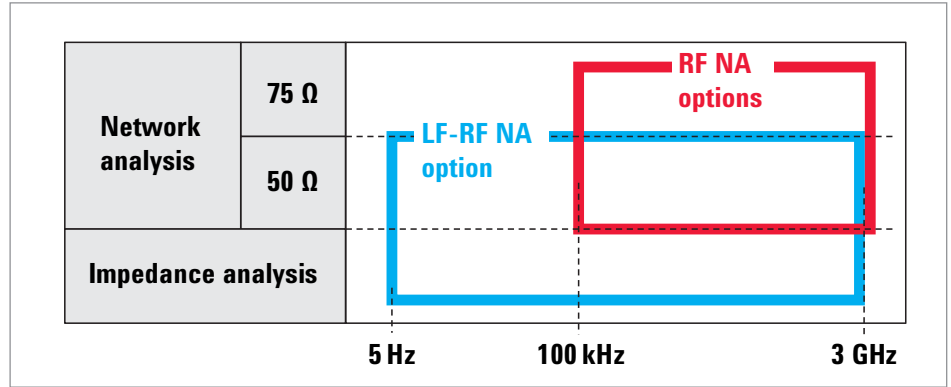 Network
analysis
75 Ω
50 Ω
Impedance analysis
RF NA
options
LF-RF NA
option
5 Hz
100 kHz
3 GHz